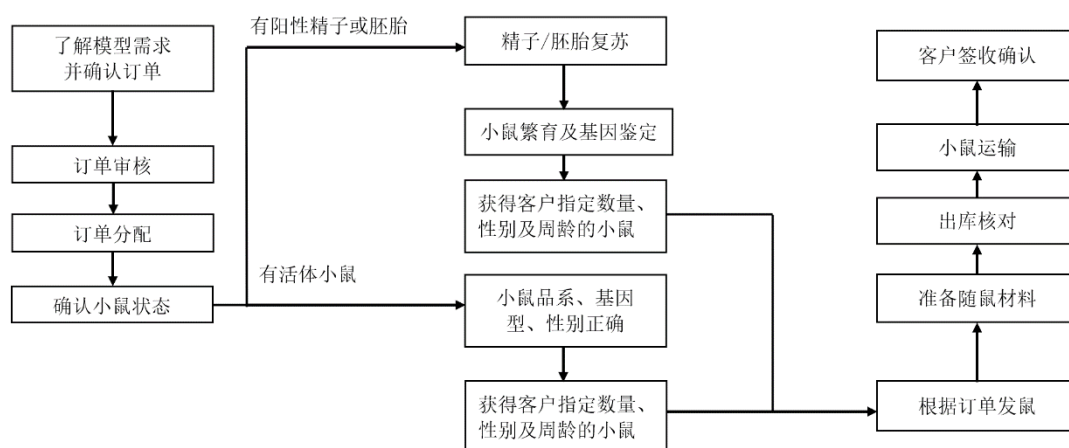 了解模型需求
并确认订单
订单审核
订单分配
确认小鼠状态
有阳性精子或胚胎
精子/胚胎复苏
小鼠繁育及基因鉴定
获得客户指定数量、
性别及周龄的小鼠
有活体小鼠
小鼠品系、基因
型、性别正确
获得客户指定数量、
性别及周龄的小鼠
根据订单发鼠
准备随鼠材料
出库核对
小鼠运输
客户签收确认